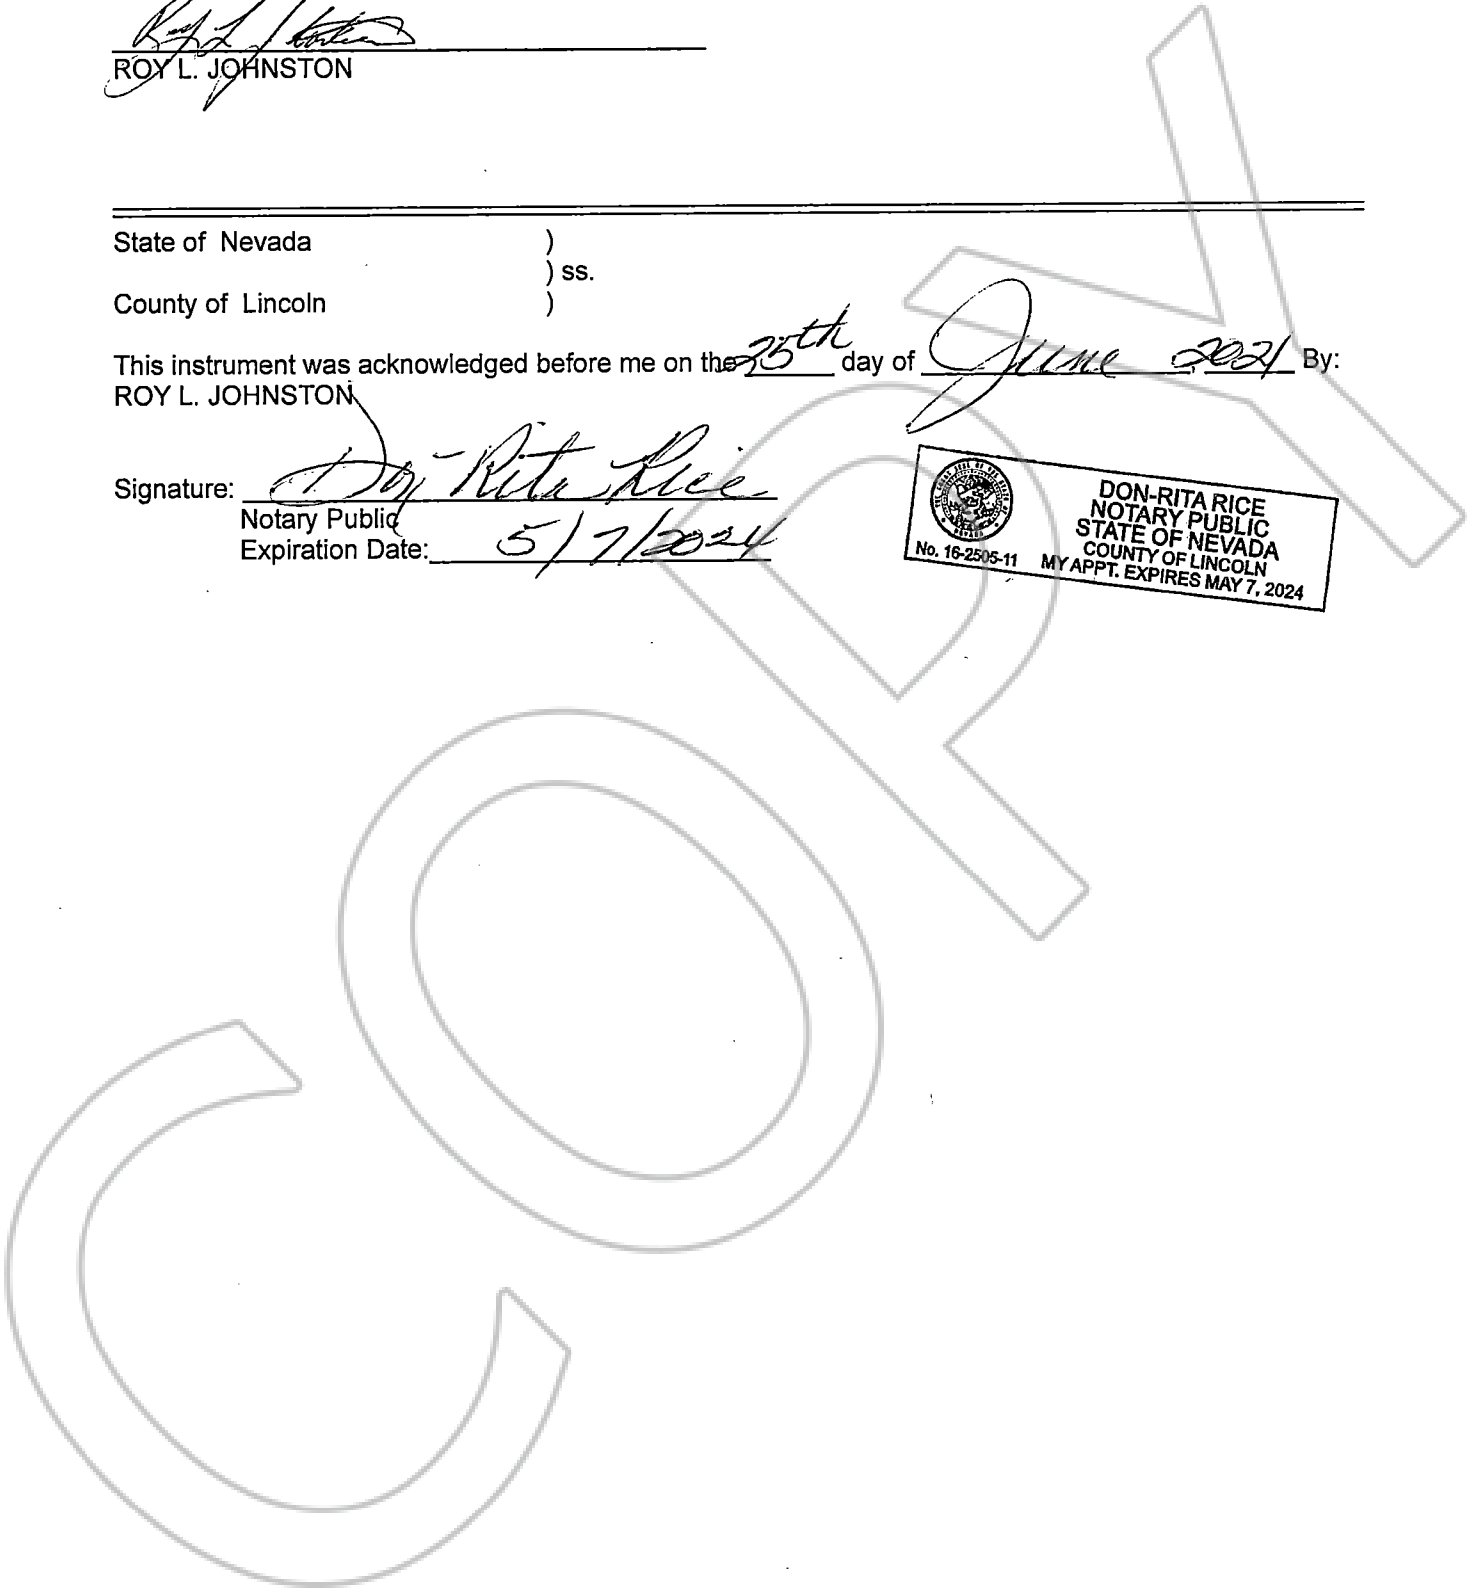 Roy L Johnston
ROY L. JOHNSTON
State of Nevada )
) ss.
County of Lincoln )
This instrument was acknowledged before me on the 25th day of June, 2021 By:
ROY L. JOHNSTON
Signature: Don-Rita Rice
Notary Public
Expiration Date: 5/7/2024
DON-RITA RICE
NOTARY PUBLIC
STATE OF NEVADA
COUNTY OF LINCOLN
No. 16-2505-11 MY APPT. EXPIRES MAY 7, 2024
COPY